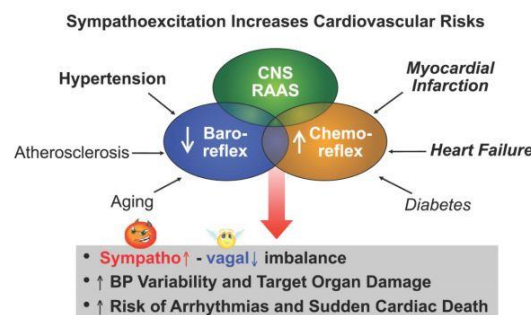 Sympathoexcitation Increases Cardiovascular Risks
Hypertension
CNS
RAAS
Myocardial
Infarction
↓ Baro-
reflex
↑ Chemo-
reflex
Atherosclerosis
Heart Failure
Aging
Diabetes
• Sympatho↑ - vagal↓ imbalance
• ↑ BP Variability and Target Organ Damage
• ↑ Risk of Arrhythmias and Sudden Cardiac Death